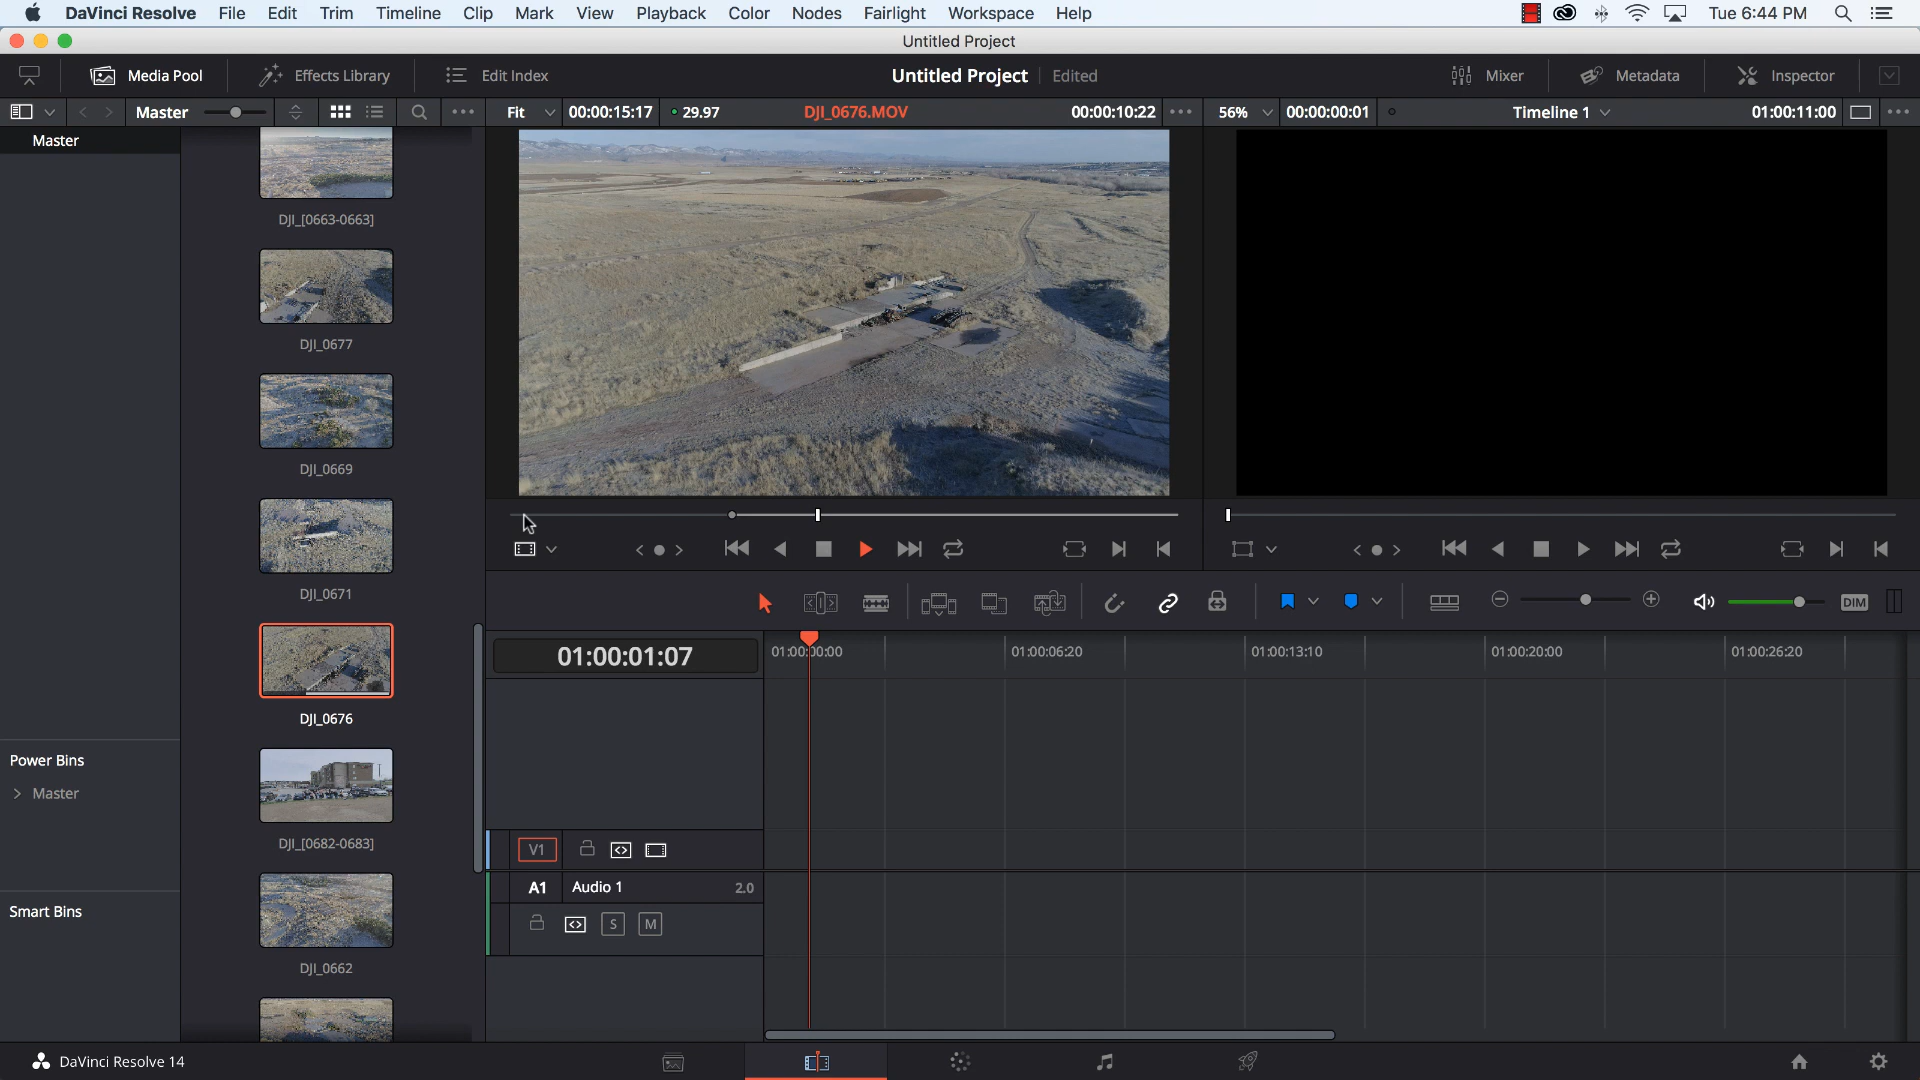 DaVinci Resolve File Edit Trim Timeline Clip Mark View Playback Color Nodes Fairlight Workspace Help Tue 6:44 PM
Untitled Project
Media Pool Effects Library Edit Index Untitled Project Edited Mixer Metadata Inspector
Master Fit 00:00:15:17 29.97 DJI_0676.MOV 00:00:10:22 56% 00:00:00:01 Timeline 1 01:00:11:00
Master
DJI_[0663-0663]
DJI_0677
DJI_0669
DJI_0671
DJI_0676
DJI_[0682-0683]
DJI_0662
Power Bins
Master
Smart Bins
DIM
01:00:01:07 01:00:00:00 01:00:06:20 01:00:13:10 01:00:20:00 01:00:26:20
V1
A1 Audio 1 2.0
S M
DaVinci Resolve 14